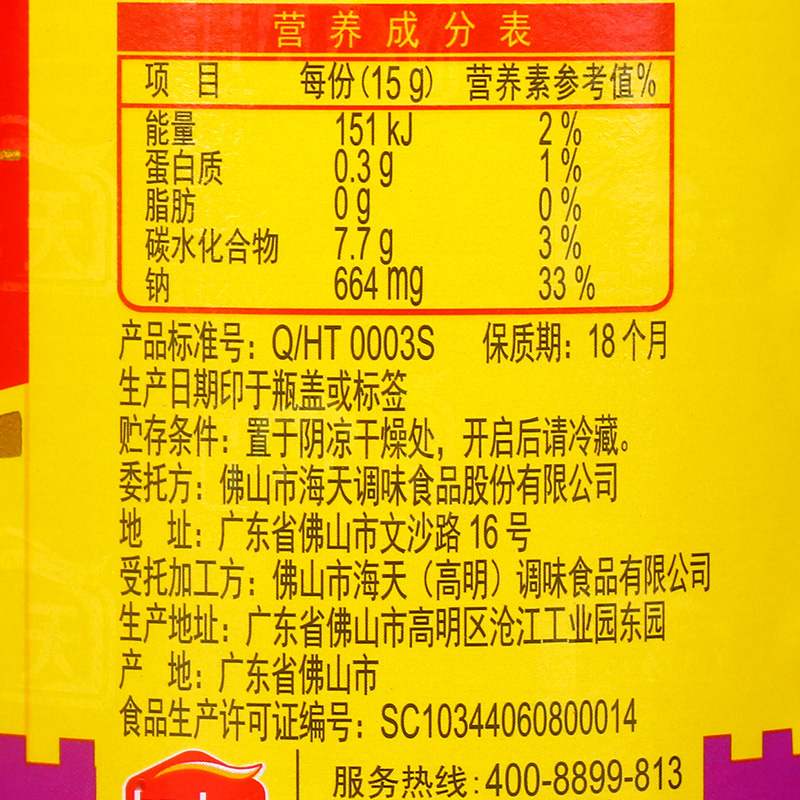 营养成分表
项 目 每份(15 g) 营养素参考值%
能量 151 kJ 2 %
蛋白质 0.3 g 1 %
脂肪 0 g 0 %
碳水化合物 7.7 g 3 %
钠 664 mg 33 %
产品标准号：Q/HT 0003S 保质期：18个月
生产日期印于瓶盖或标签
贮存条件：置于阴凉干燥处，开启后请冷藏。
委托方：佛山市海天调味食品股份有限公司
地 址：广东省佛山市文沙路 16 号
受托加工方：佛山市海天（高明）调味食品有限公司
生产地址：广东省佛山市高明区沧江工业园东园
产 地：广东省佛山市
食品生产许可证编号：SC10344060800014
服务热线:400-8899-813